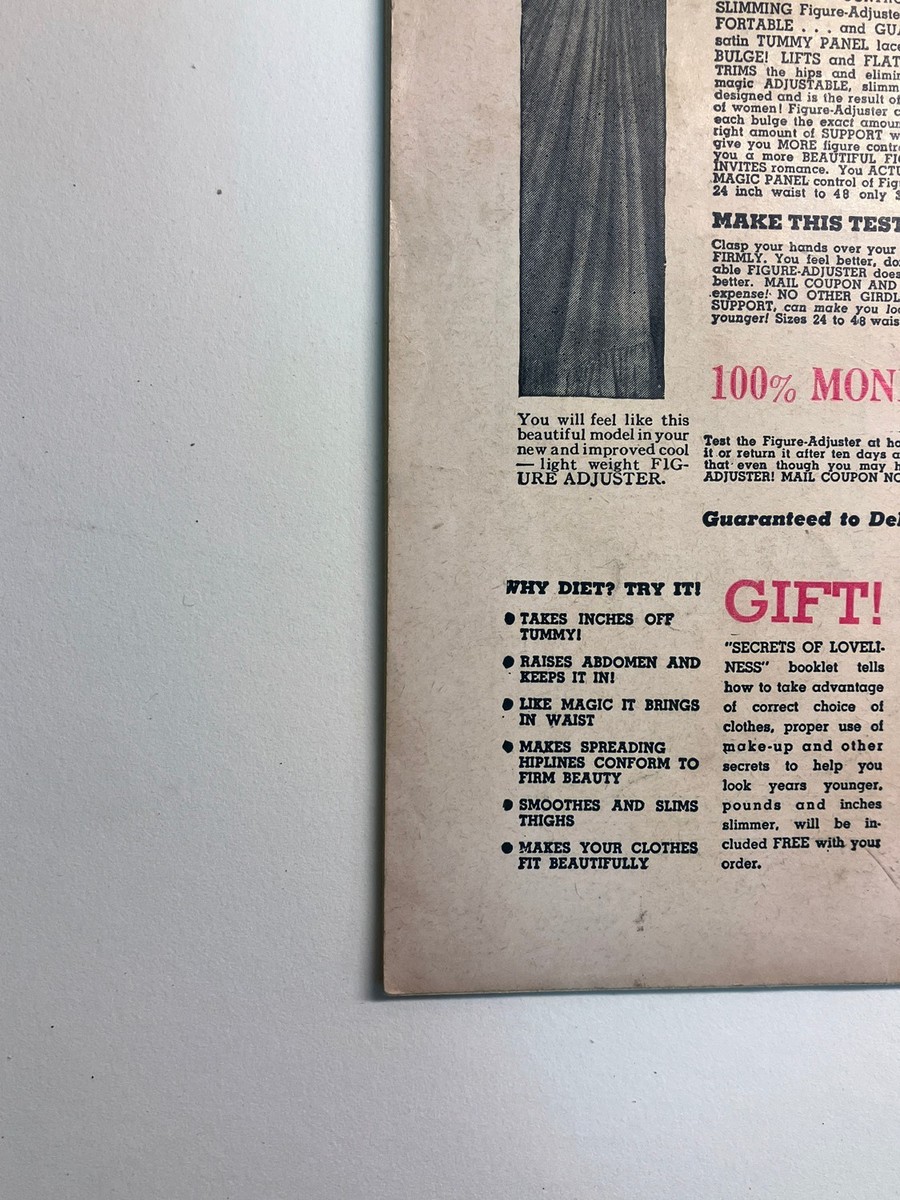 SLIMMING Figure-Adjuste
FORTABLE . . . and GU
satin TUMMY PANEL lac
BULGE! LIFTS and FLAT
TRIMS the hips and elimi
magic ADJUSTABLE, slimm
designed and is the result of
of women! Figure-Adjuster c
each bulge the exact amou
right amount of SUPPORT w
give you MORE figure contr
you a more BEAUTIFUL FI
INVITES romance. You ACT
MAGIC PANEL control of Fig
24 inch waist to 48 only
MAKE THIS TEST
Clasp your hands over your
FIRMLY. You feel better, do
able FIGURE-ADJUSTER does
better. MAIL COUPON AND
expense! NO OTHER GIRDL
SUPPORT, can make you lo
younger! Sizes 24 to 48 wais
100% MON
You will feel like this
beautiful model in your
new and improved cool
— light weight FIG-
URE ADJUSTER.
Test the Figure-Adjuster at ho
it or return it after ten days a
that even though you may h
ADJUSTER! MAIL COUPON NO
Guaranteed to Del
WHY DIET? TRY IT!
● TAKES INCHES OFF
TUMMY!
● RAISES ABDOMEN AND
KEEPS IT IN!
● LIKE MAGIC IT BRINGS
IN WAIST
● MAKES SPREADING
HIPLINES CONFORM TO
FIRM BEAUTY
● SMOOTHES AND SLIMS
THIGHS
● MAKES YOUR CLOTHES
FIT BEAUTIFULLY
GIFT!
"SECRETS OF LOVELI-
NESS" booklet tells
how to take advantage
of correct choice of
clothes, proper use of
make-up and other
secrets to help you
look years younger,
pounds and inches
slimmer, will be in-
cluded FREE with your
order.